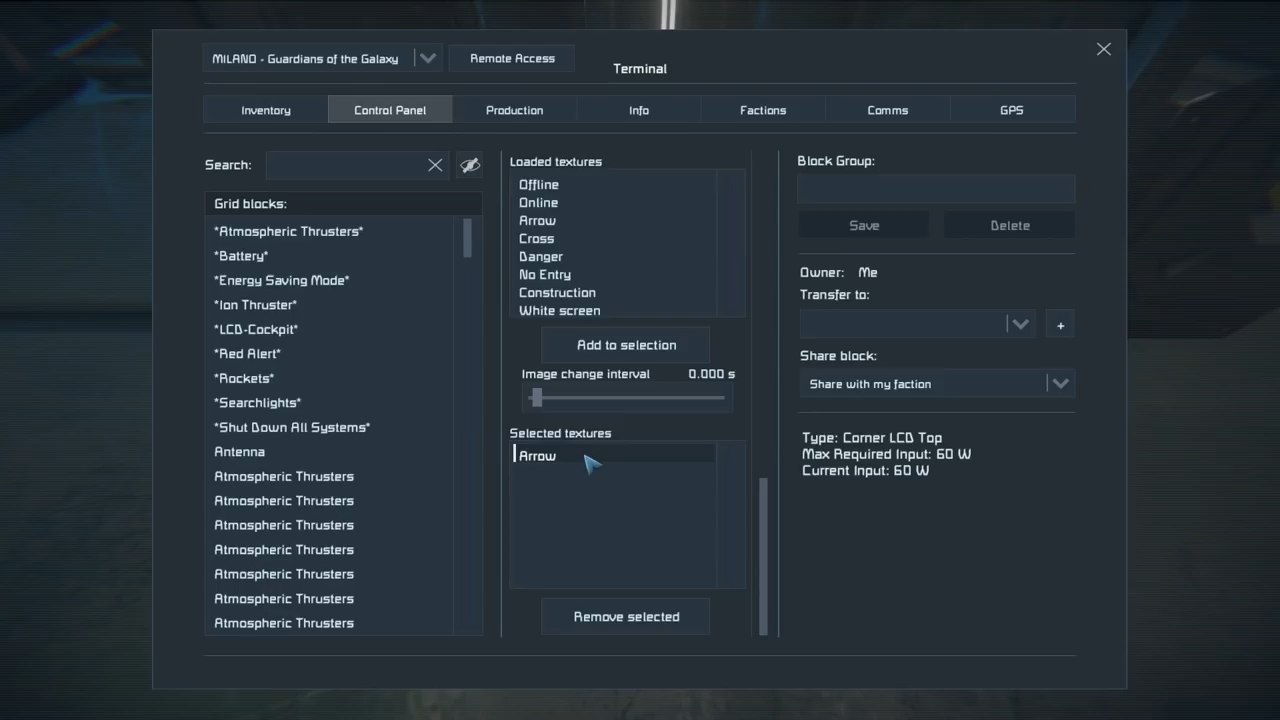 MILANO - Guardians of the Galaxy
Remote Access
Terminal
Inventory
Control Panel
Production
Info
Factions
Comms
GPS
Search:
Grid blocks:
*Atmospheric Thrusters*
*Battery*
*Energy Saving Mode*
*Ion Thruster*
*LCD-Cockpit*
*Red Alert*
*Rockets*
*Searchlights*
*Shut Down All Systems*
Antenna
Atmospheric Thrusters
Atmospheric Thrusters
Atmospheric Thrusters
Atmospheric Thrusters
Atmospheric Thrusters
Atmospheric Thrusters
Atmospheric Thrusters
Loaded textures
Offline
Online
Arrow
Cross
Danger
No Entry
Construction
White screen
Add to selection
Image change interval 0.000 s
Selected textures
Arrow
Remove selected
Block Group:
Save
Delete
Owner: Me
Transfer to:
+
Share block:
Share with my faction
Type: Corner LCD Top
Max Required Input: 60 W
Current Input: 60 W